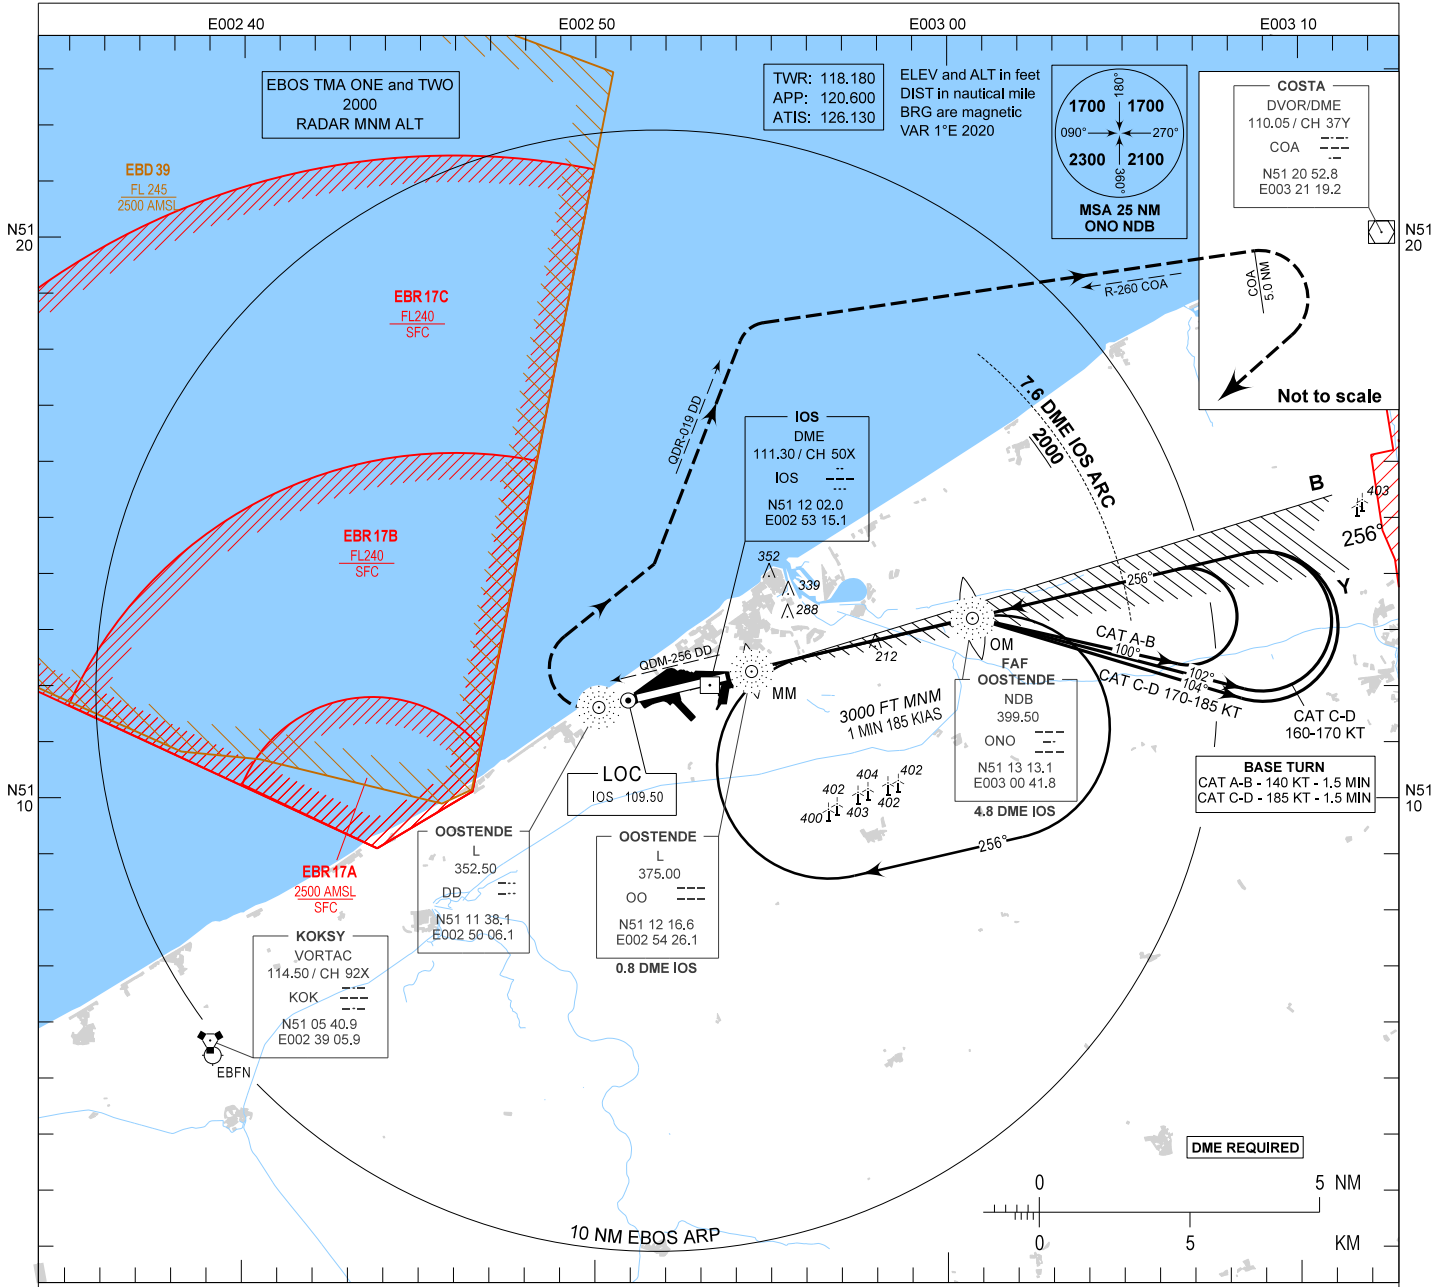 E002 40
E002 50
E003 00
E003 10
EBOS TMA ONE and TWO
2000
RADAR MNM ALT
TWR: 118.180
APP: 120.600
ATIS: 126.130
ELEV and ALT in feet
DIST in nautical mile
BRG are magnetic
VAR 1°E 2020
180°
1700 1700
090° 270°
2300 2100
360°
MSA 25 NM
ONO NDB
COSTA
DVOR/DME
110.05 / CH 37Y
COA
N51 20 52.8
E003 21 19.2
EBD 39
FL 245
2500 AMSL
N51
20
N51
20
EBR 17C
FL240
SFC
R-260 COA
COA
5.0 NM
Not to scale
7.6 DME IOS ARC
2000
QDR-019 DD
IOS
DME
111.30 / CH 50X
IOS
N51 12 02.0
E002 53 15.1
B
403
256°
EBR 17B
FL240
SFC
352
339
288
256°
Y
212
OM
CAT A-B
100°
102°
104°
CAT C-D 170-185 KT
QDM-256 DD
MM
FAF
OOSTENDE
NDB
399.50
ONO
N51 13 13.1
E003 00 41.8
4.8 DME IOS
3000 FT MNM
1 MIN 185 KIAS
CAT C-D
160-170 KT
LOC
IOS 109.50
BASE TURN
CAT A-B - 140 KT - 1.5 MIN
CAT C-D - 185 KT - 1.5 MIN
N51
10
N51
10
402
404
402
400
403
402
256°
OOSTENDE
L
352.50
DD
N51 11 38.1
E002 50 06.1
OOSTENDE
L
375.00
OO
N51 12 16.6
E002 54 26.1
0.8 DME IOS
EBR 17A
2500 AMSL
SFC
KOKSY
VORTAC
114.50 / CH 92X
KOK
N51 05 40.9
E002 39 05.9
EBFN
DME REQUIRED
0 5 NM
0 5 KM
10 NM EBOS ARP